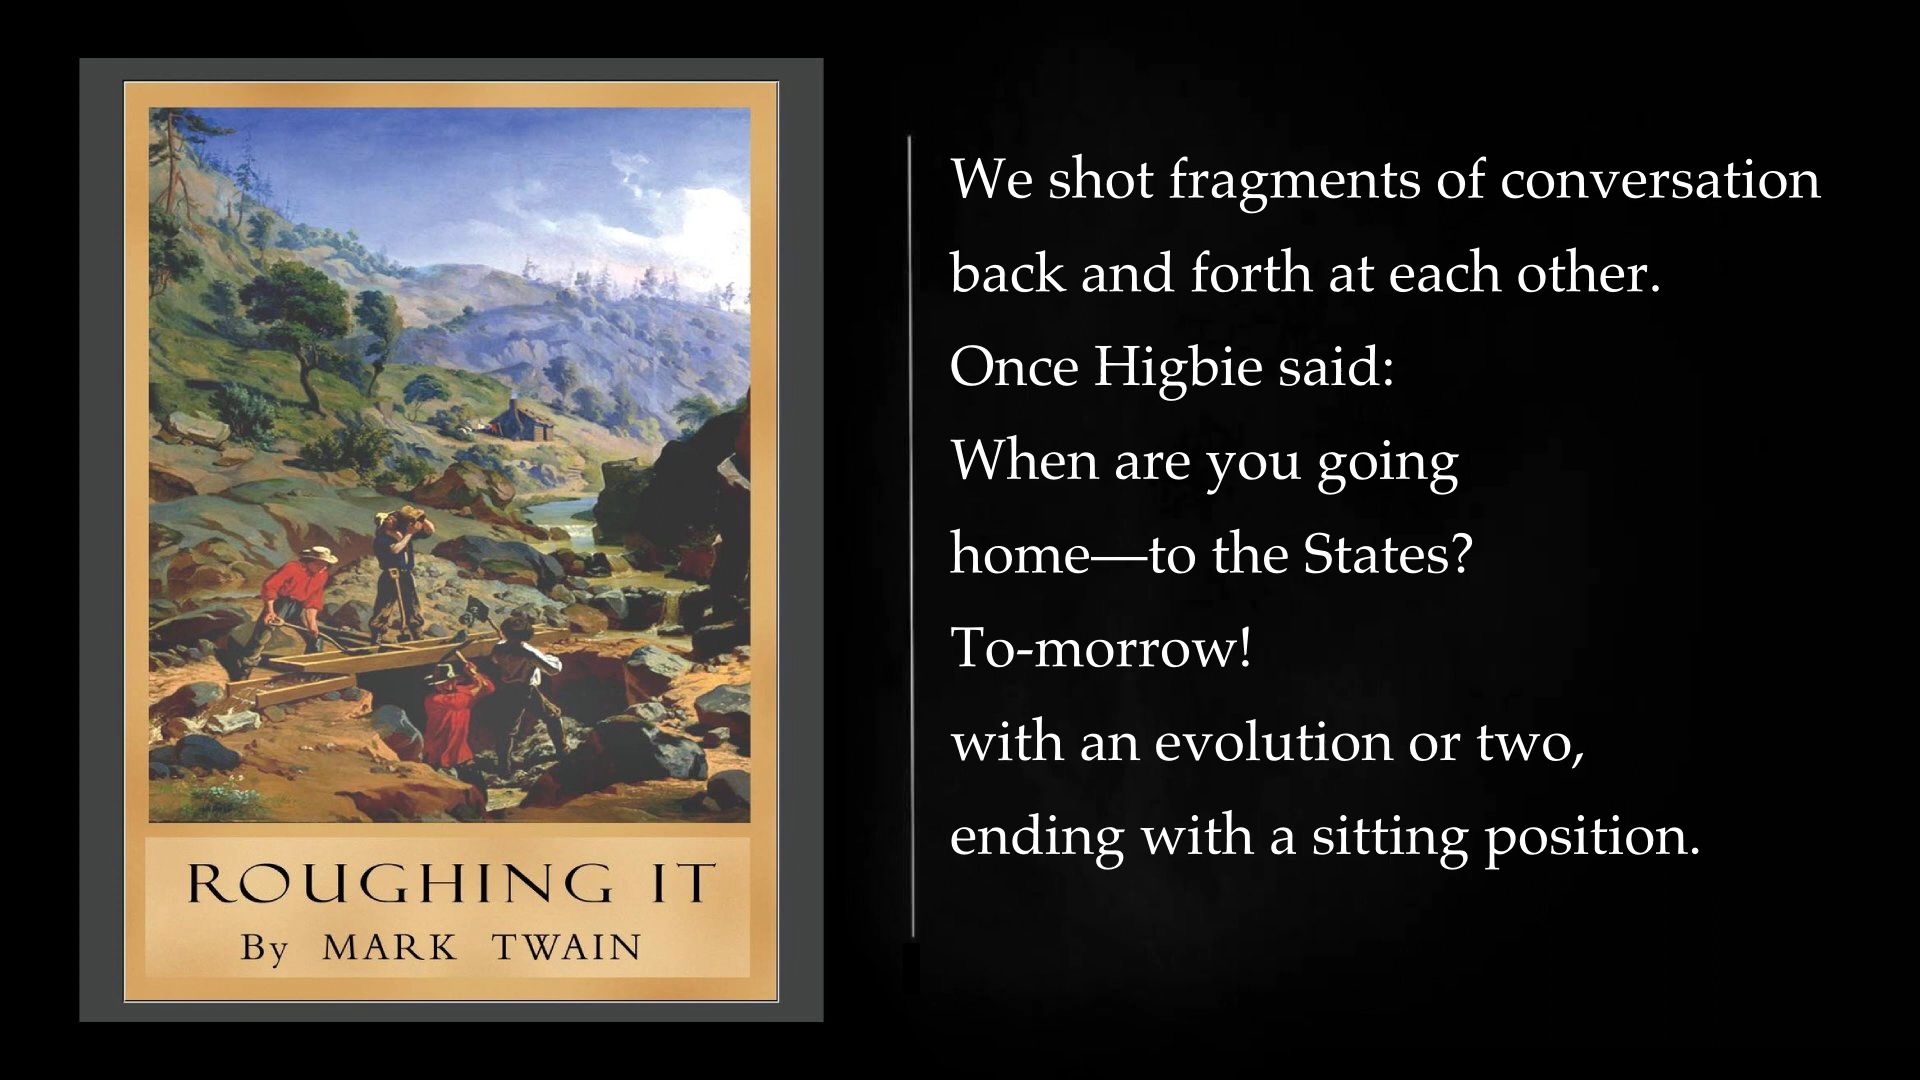 ROUGHING IT
By MARK TWAIN
We shot fragments of conversation
back and forth at each other.
Once Higbie said:
When are you going
home—to the States?
To-morrow!
with an evolution or two,
ending with a sitting position.